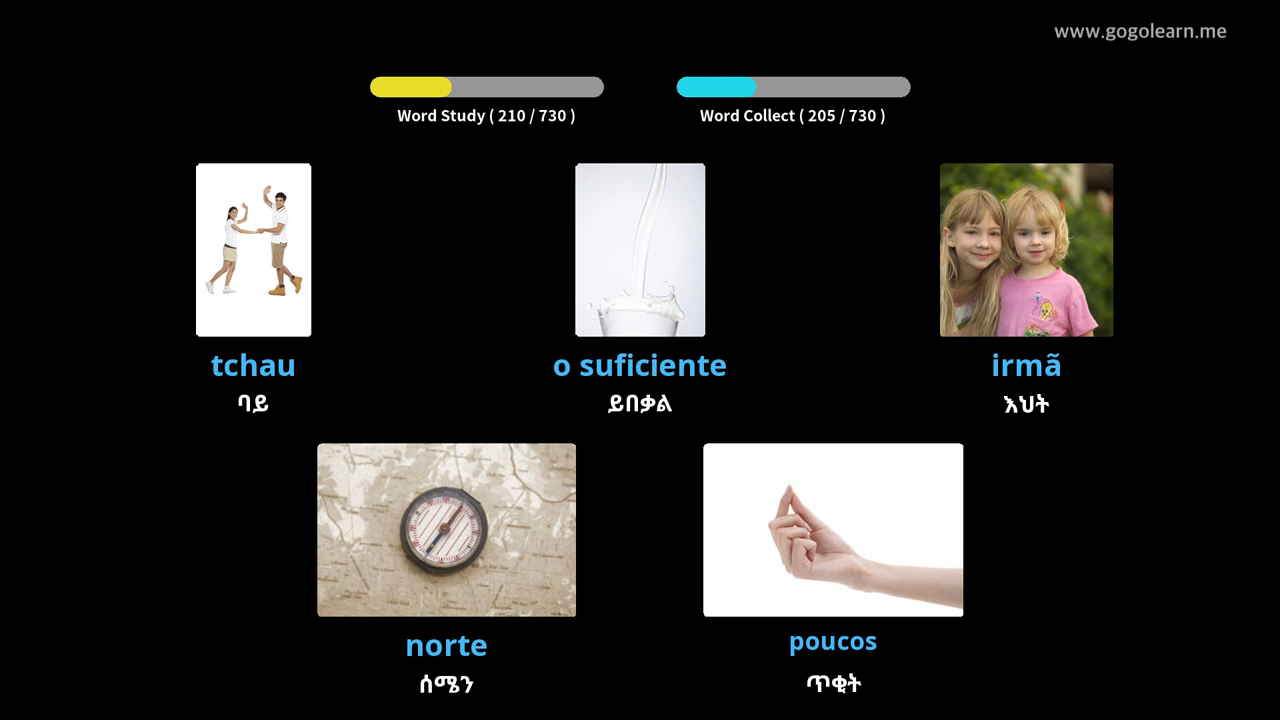 www.gogolearn.me
Word Study ( 210 / 730 )
Word Collect ( 205 / 730 )
tchau
ባይ
o suficiente
ይበቃል
irmã
እህት
norte
ሰሜን
poucos
ጥቂት